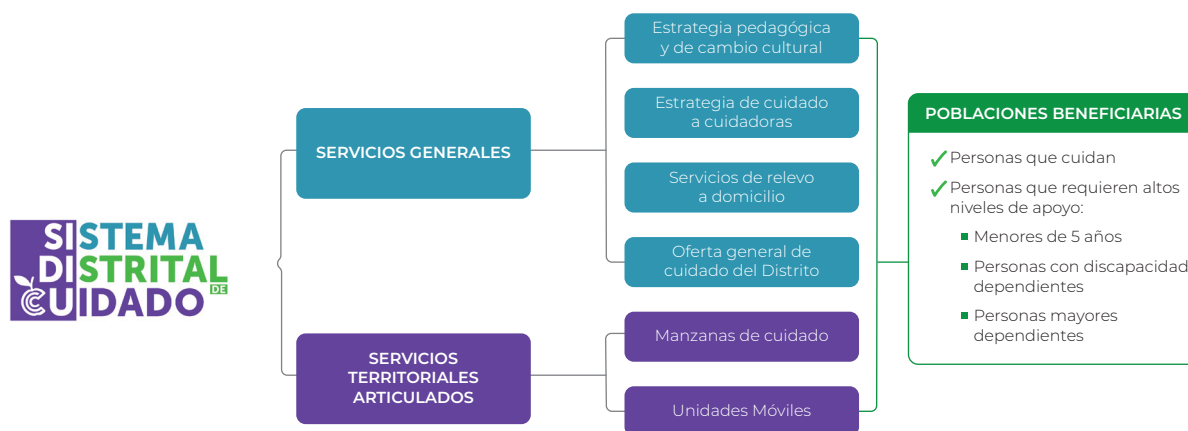 SISTEMA
DISTRITAL
DE
CUIDADO
SERVICIOS GENERALES
Estrategia pedagógica
y de cambio cultural
Estrategia de cuidado
a cuidadoras
Servicios de relevo
a domicilio
Oferta general de
cuidado del Distrito
SERVICIOS
TERRITORIALES
ARTICULADOS
Manzanas de cuidado
Unidades Móviles
POBLACIONES BENEFICIARIAS
Personas que cuidan
Personas que requieren altos
niveles de apoyo:
Menores de 5 años
Personas con discapacidad
dependientes
Personas mayores
dependientes